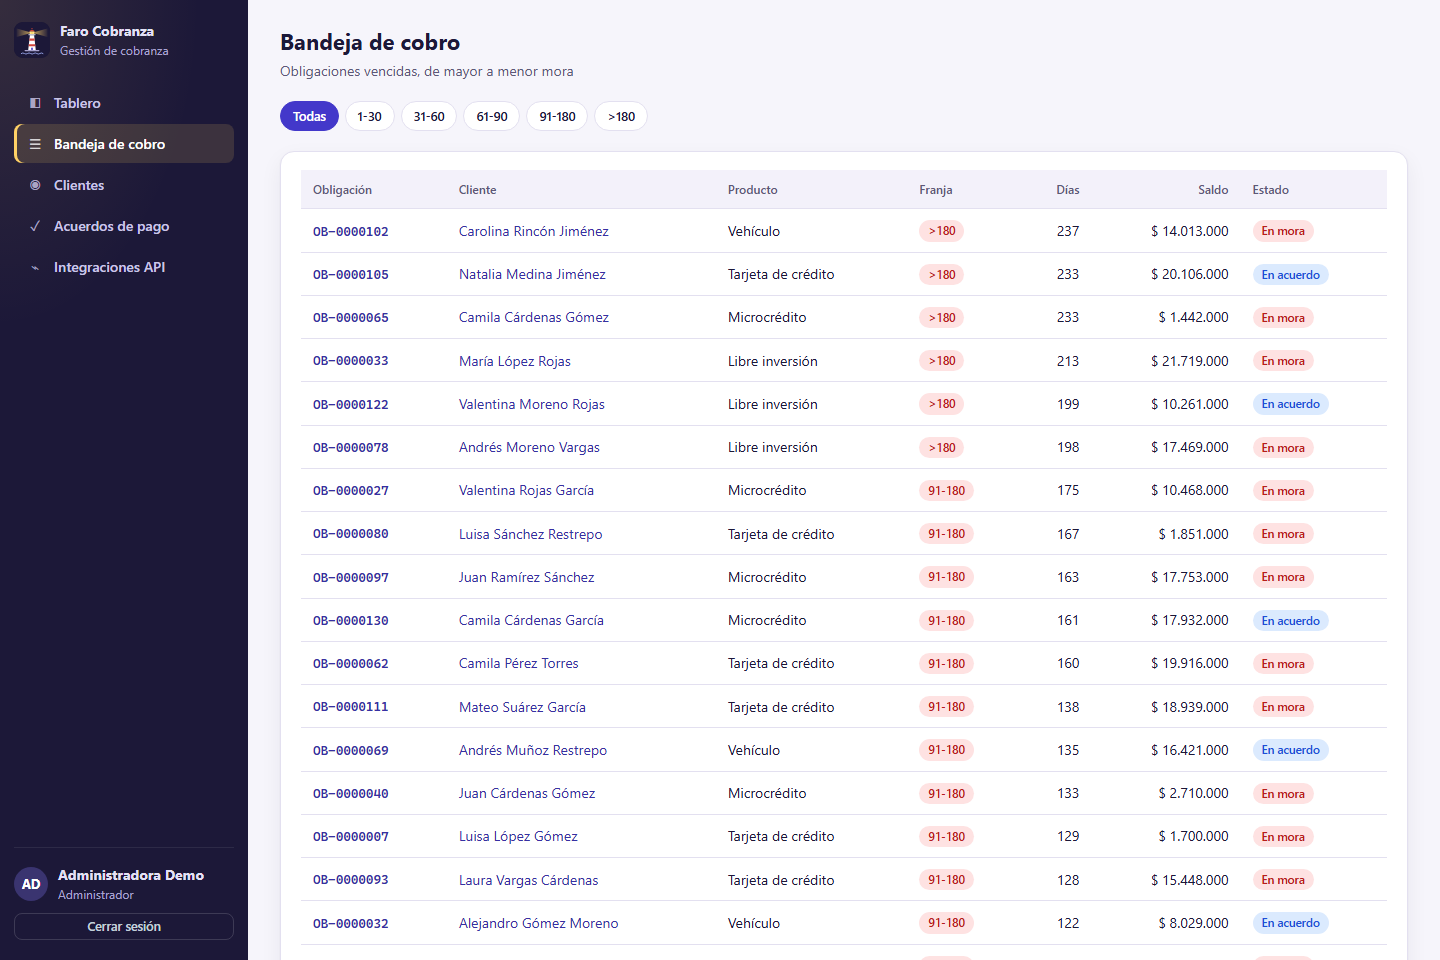 Faro Cobranza
Gestión de cobranza
Tablero
Bandeja de cobro
Clientes
Acuerdos de pago
Integraciones API
Administradora Demo
AD
Administrador
Cerrar sesión
Bandeja de cobro
Obligaciones vencidas, de mayor a menor mora
Todas 1-30 31-60 61-90 91-180 >180
Obligación Cliente Producto Franja Días Saldo Estado
OB-0000102 Carolina Rincón Jiménez Vehículo >180 237 $ 14.013.000 En mora
OB-0000105 Natalia Medina Jiménez Tarjeta de crédito >180 233 $ 20.106.000 En acuerdo
OB-0000065 Camila Cárdenas Gómez Microcrédito >180 233 $ 1.442.000 En mora
OB-0000033 María López Rojas Libre inversión >180 213 $ 21.719.000 En mora
OB-0000122 Valentina Moreno Rojas Libre inversión >180 199 $ 10.261.000 En acuerdo
OB-0000078 Andrés Moreno Vargas Libre inversión >180 198 $ 17.469.000 En mora
OB-0000027 Valentina Rojas García Microcrédito 91-180 175 $ 10.468.000 En mora
OB-0000080 Luisa Sánchez Restrepo Tarjeta de crédito 91-180 167 $ 1.851.000 En mora
OB-0000097 Juan Ramírez Sánchez Microcrédito 91-180 163 $ 17.753.000 En mora
OB-0000130 Camila Cárdenas García Microcrédito 91-180 161 $ 17.932.000 En acuerdo
OB-0000062 Camila Pérez Torres Tarjeta de crédito 91-180 160 $ 19.916.000 En mora
OB-0000111 Mateo Suárez García Tarjeta de crédito 91-180 138 $ 18.939.000 En mora
OB-0000069 Andrés Muñoz Restrepo Vehículo 91-180 135 $ 16.421.000 En acuerdo
OB-0000040 Juan Cárdenas Gómez Microcrédito 91-180 133 $ 2.710.000 En mora
OB-0000007 Luisa López Gómez Tarjeta de crédito 91-180 129 $ 1.700.000 En mora
OB-0000093 Laura Vargas Cárdenas Tarjeta de crédito 91-180 128 $ 15.448.000 En mora
OB-0000032 Alejandro Gómez Moreno Vehículo 91-180 122 $ 8.029.000 En acuerdo